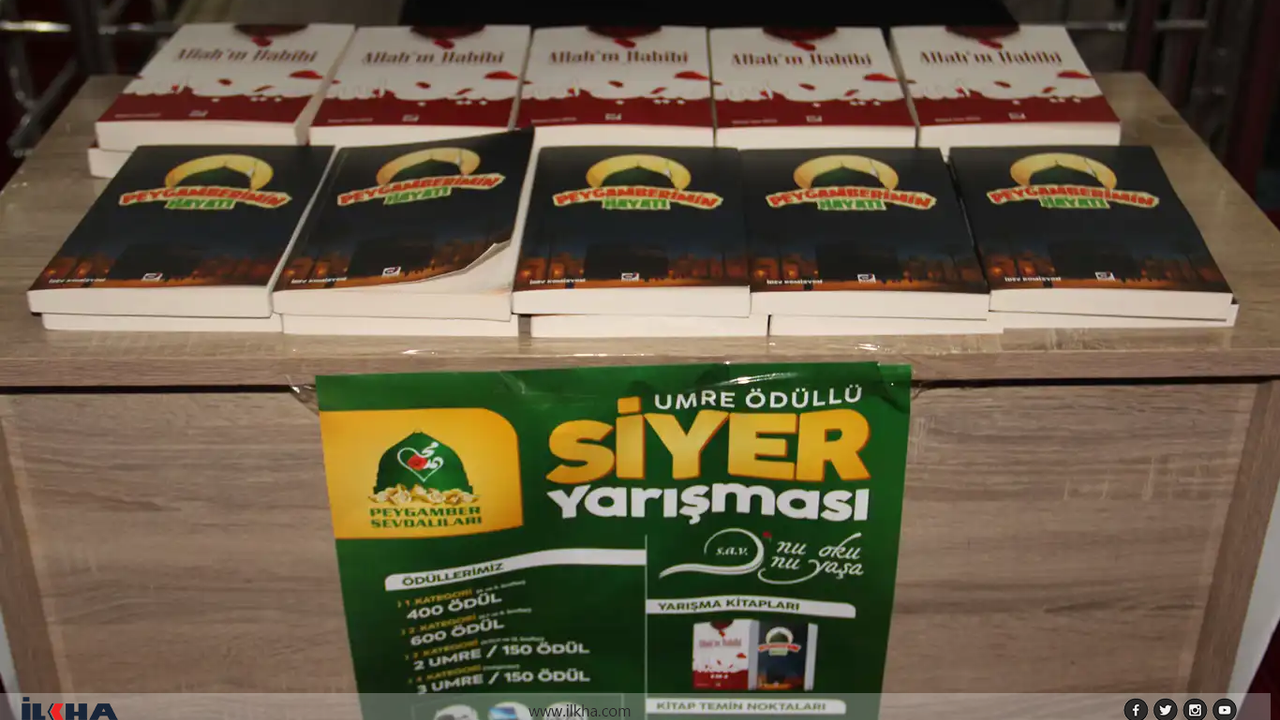 Allah'ın Habibi
Allah'ın Habibi
Allah'ın Habibi
Allah'ın Habibi
Allah'ın Habibi
PEYGAMBERİMİN
HAYATI
PEYGAMBERİMİN
HAYATI
PEYGAMBERİMİN
HAYATI
PEYGAMBERİMİN
HAYATI
PEYGAMBERİMİN
HAYATI
UMRE ÖDÜLLÜ
SİYER
Yarışması
PEYGAMBER
SEVDALILARI
s.a.v. O'nu oku
O'nu yaşa
ÖDÜLLERİMİZ
1. KATEGORİ
400 ÖDÜL
2. KATEGORİ
600 ÖDÜL
3. KATEGORİ
2 UMRE / 150 ÖDÜL
4. KATEGORİ
3 UMRE / 150 ÖDÜL
YARIŞMA KİTAPLARI
Allah'ın Habibi
KİTAP TEMİN NOKTALARI
İLKHA
www.ilkha.com